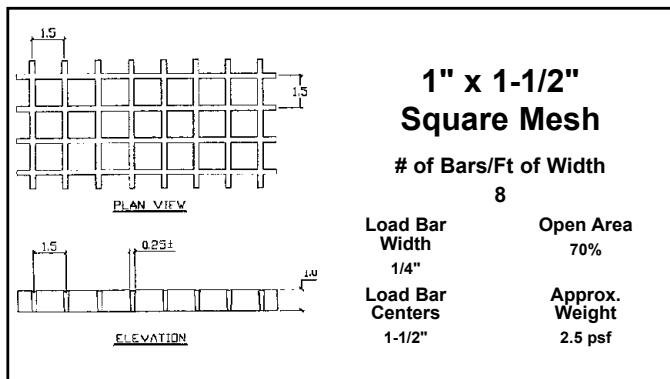 1.5
1.5
PLAN VIEW
1.5
0.25±
1.0
ELEVATION
1" x 1-1/2"
Square Mesh
# of Bars/Ft of Width
8
Load Bar
Width
1/4"
Open Area
70%
Load Bar
Centers
1-1/2"
Approx.
Weight
2.5 psf